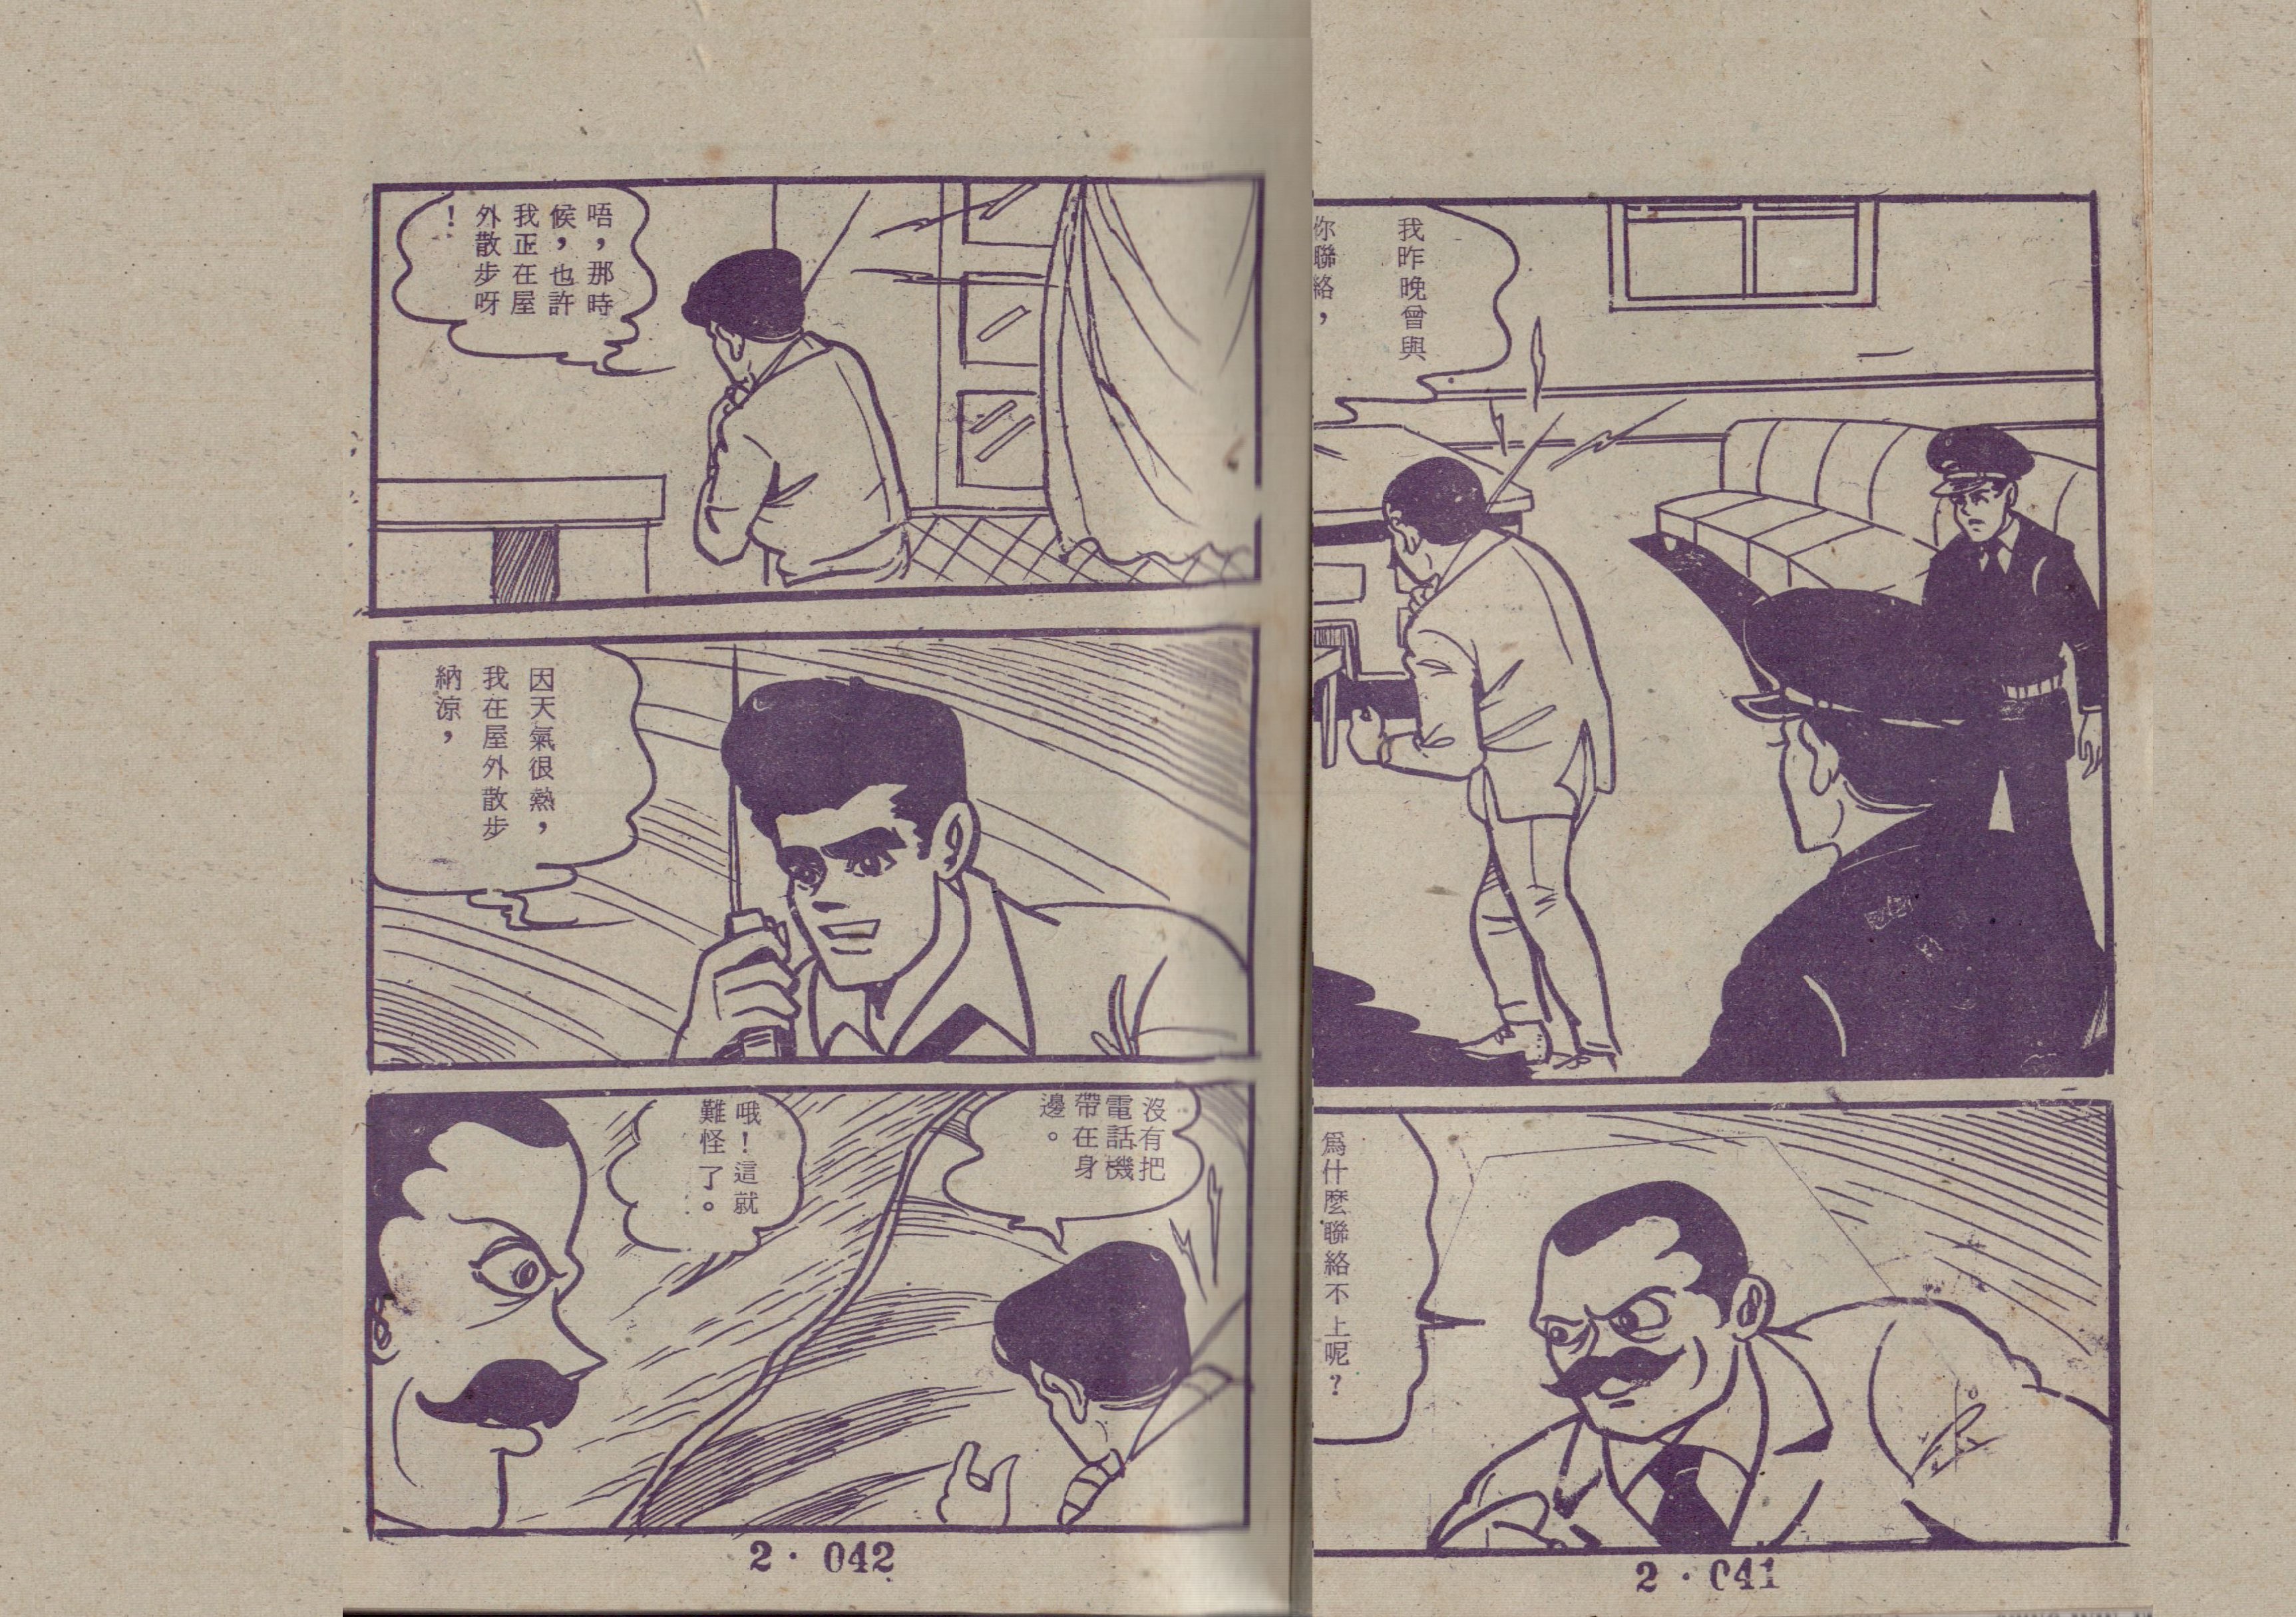 我昨晚曾與
你聯絡，
爲什麼聯絡不上呢？
2·041
唔，那時
候，也許
我正在屋
外散步呀
！
因天氣很熱，
我在屋外散步
納涼，
沒有把
電話機
帶在身
邊。
哦！這就
難怪了。
2·042